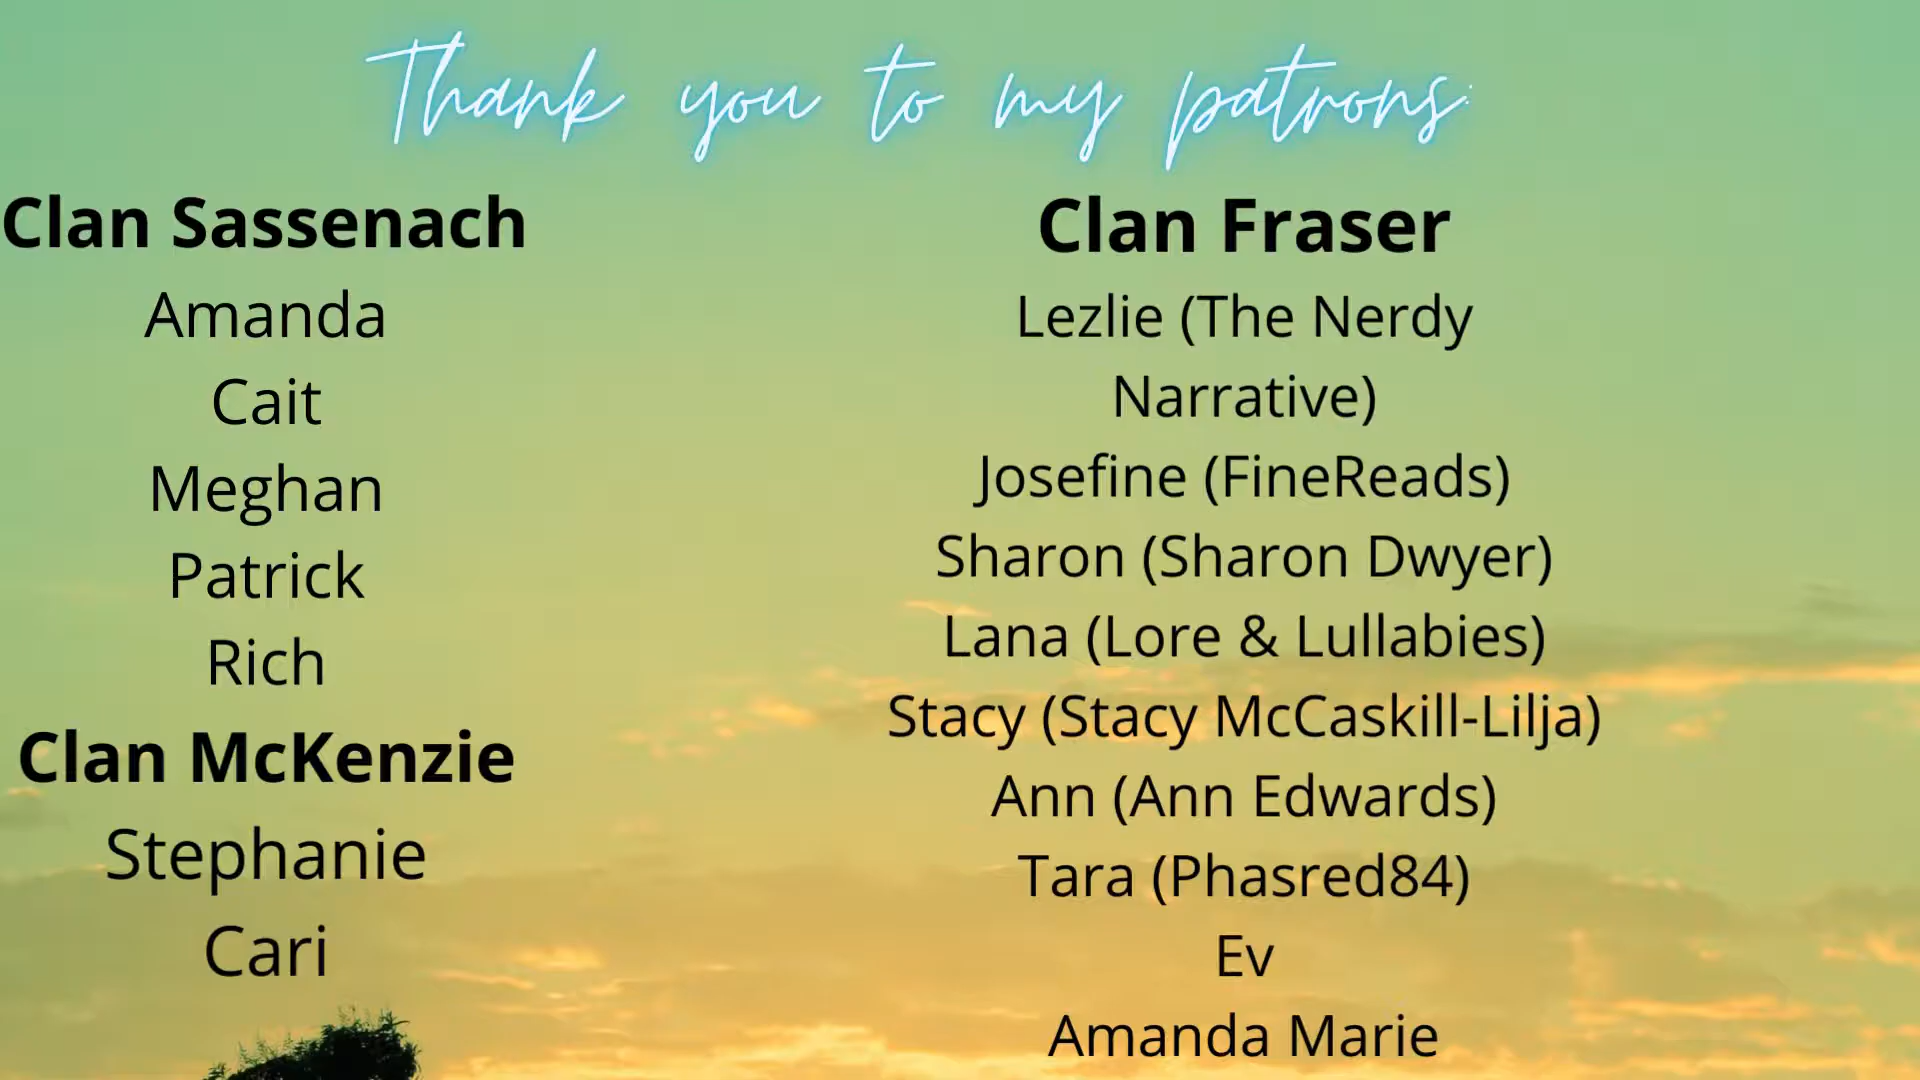 Thank you to my patrons:
Clan Sassenach
Amanda
Cait
Meghan
Patrick
Rich
Clan McKenzie
Stephanie
Cari
Clan Fraser
Lezlie (The Nerdy
Narrative)
Josefine (FineReads)
Sharon (Sharon Dwyer)
Lana (Lore & Lullabies)
Stacy (Stacy McCaskill-Lilja)
Ann (Ann Edwards)
Tara (Phasred84)
Ev
Amanda Marie